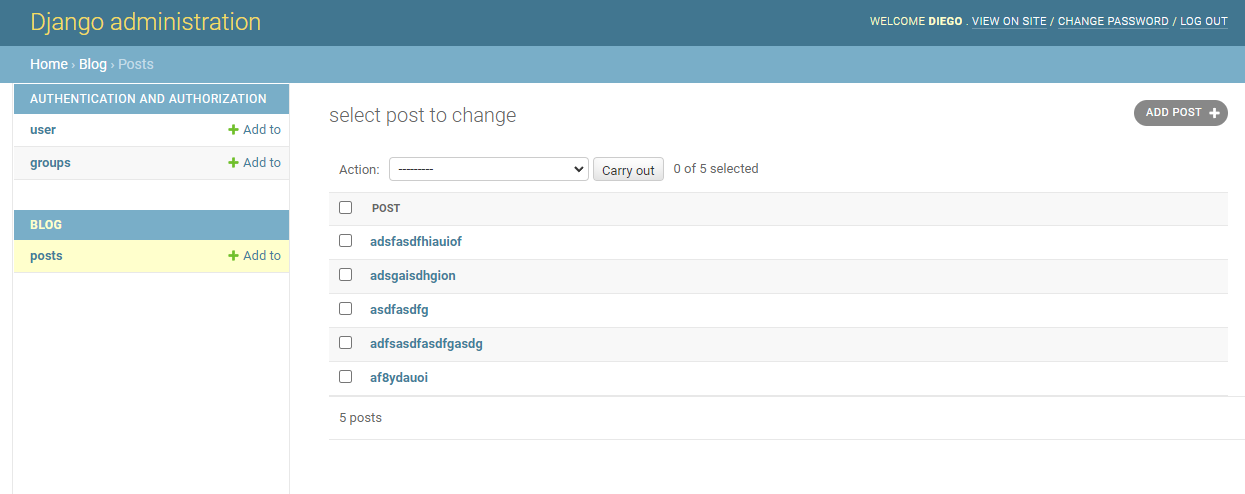 Django administration
WELCOME DIEGO . VIEW ON SITE / CHANGE PASSWORD / LOG OUT
Home › Blog › Posts
AUTHENTICATION AND AUTHORIZATION
user + Add to
groups + Add to
BLOG
posts + Add to
select post to change
ADD POST +
Action: --------- Carry out 0 of 5 selected
POST
adsfasdfhiauiof
adsgaisdhgion
asdfasdfg
adfsasdfasdfgasdg
af8ydauoi
5 posts